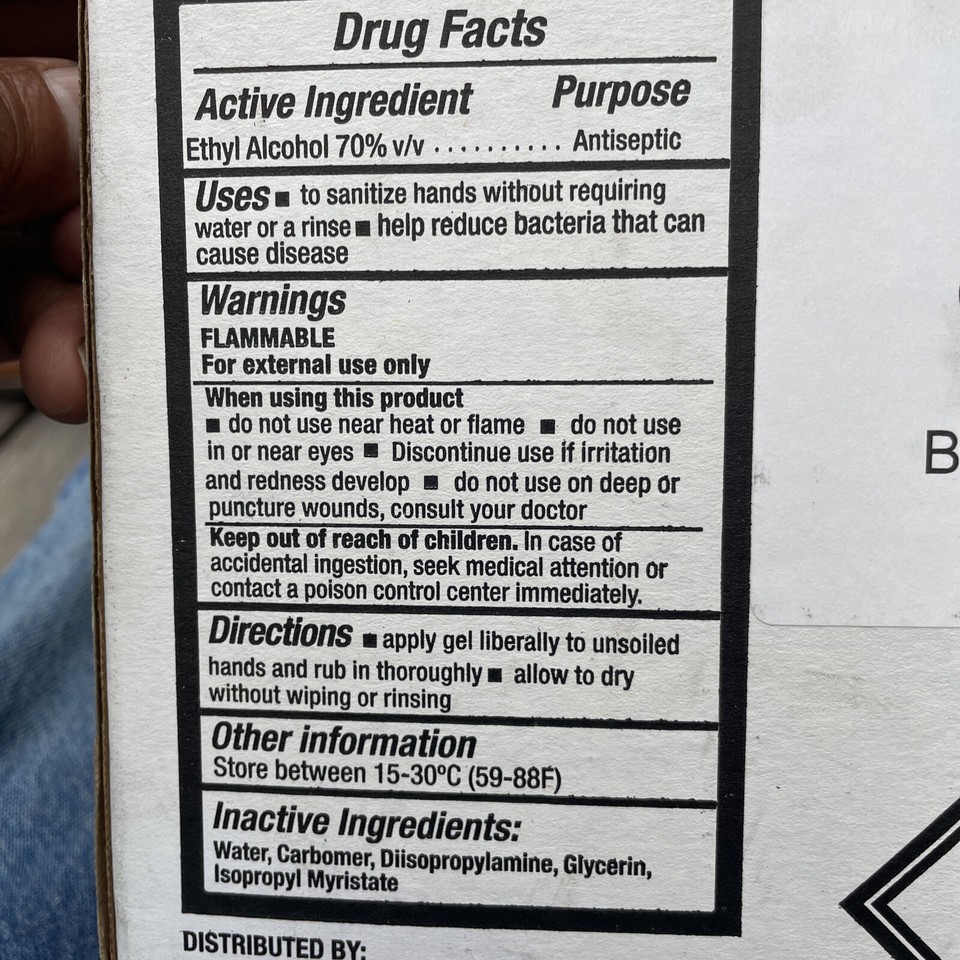 Drug Facts
Active Ingredient Purpose
Ethyl Alcohol 70% v/v . . . . . . . . . . Antiseptic
Uses ■ to sanitize hands without requiring
water or a rinse ■ help reduce bacteria that can
cause disease
Warnings
FLAMMABLE
For external use only
When using this product
■ do not use near heat or flame ■ do not use
in or near eyes ■ Discontinue use if irritation
and redness develop ■ do not use on deep or
puncture wounds, consult your doctor
Keep out of reach of children. In case of
accidental ingestion, seek medical attention or
contact a poison control center immediately.
Directions ■ apply gel liberally to unsoiled
hands and rub in thoroughly ■ allow to dry
without wiping or rinsing
Other information
Store between 15-30ºC (59-88F)
Inactive Ingredients:
Water, Carbomer, Diisopropylamine, Glycerin,
Isopropyl Myristate
DISTRIBUTED BY:
B